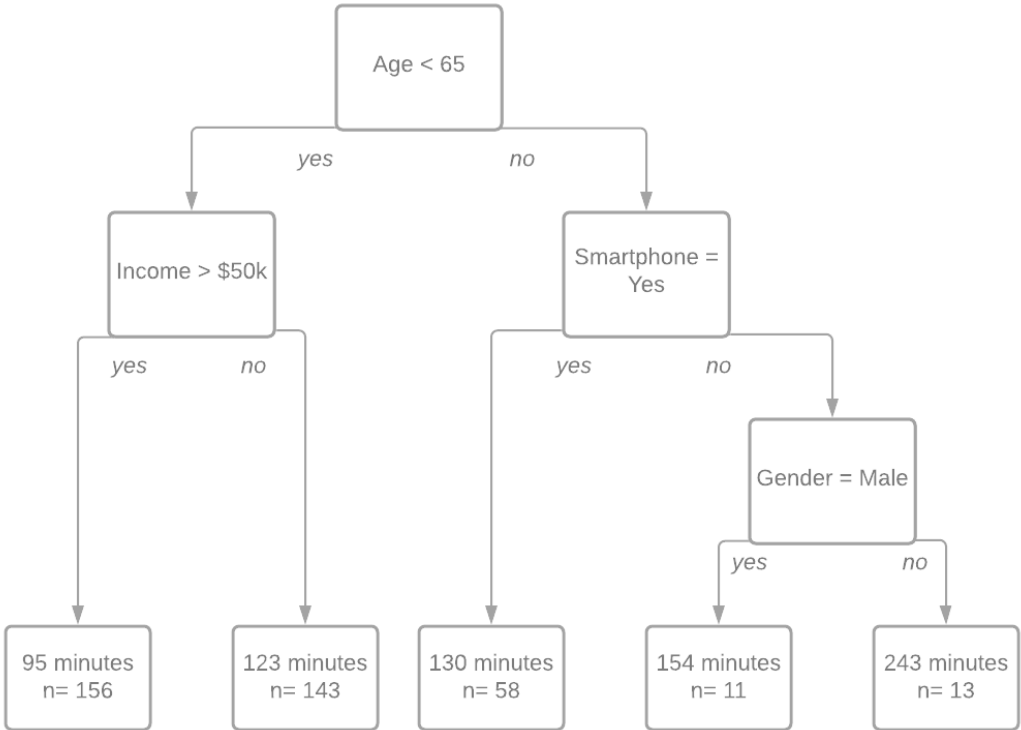 Age < 65
yes
no
Income > $50k
Smartphone =
Yes
yes
no
yes
no
Gender = Male
yes
no
95 minutes
n= 156
123 minutes
n= 143
130 minutes
n= 58
154 minutes
n= 11
243 minutes
n= 13